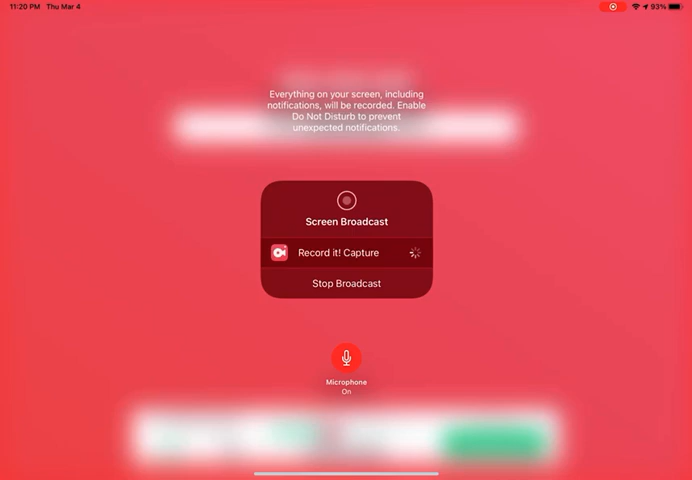 11:20 PM Thu Mar 4
93%
Everything on your screen, including
notifications, will be recorded. Enable
Do Not Disturb to prevent
unexpected notifications.
Screen Broadcast
Record it! Capture
Stop Broadcast
Microphone
On